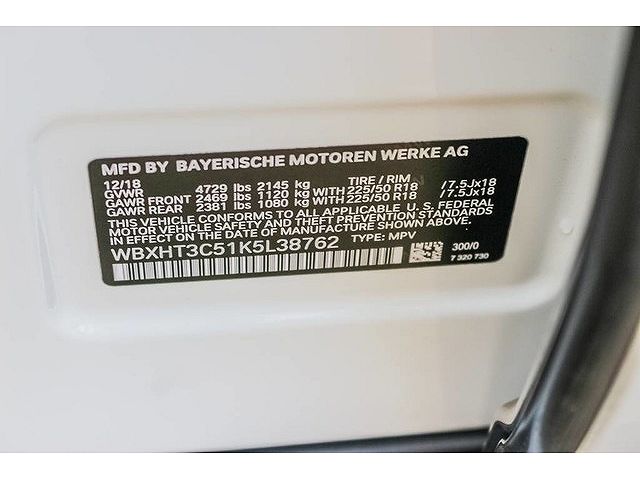 MFD BY BAYERISCHE MOTOREN WERKE AG
12/18 TIRE / RIM
GVWR 4729 lbs 2145 kg
GAWR FRONT 2469 lbs 1120 kg WITH 225/50 R18 /7.5Jx18
GAWR REAR 2381 lbs 1080 kg WITH 225/50 R18 /7.5Jx18
THIS VEHICLE CONFORMS TO ALL APPLICABLE U. S. FEDERAL
MOTOR VEHICLE SAFETY AND THEFT PREVENTION STANDARDS
IN EFFECT ON THE DATE OF MANUFACTURE SHOWN ABOVE.
WBXHT3C51K5L38762 TYPE: MPV
300/0
7 320 730